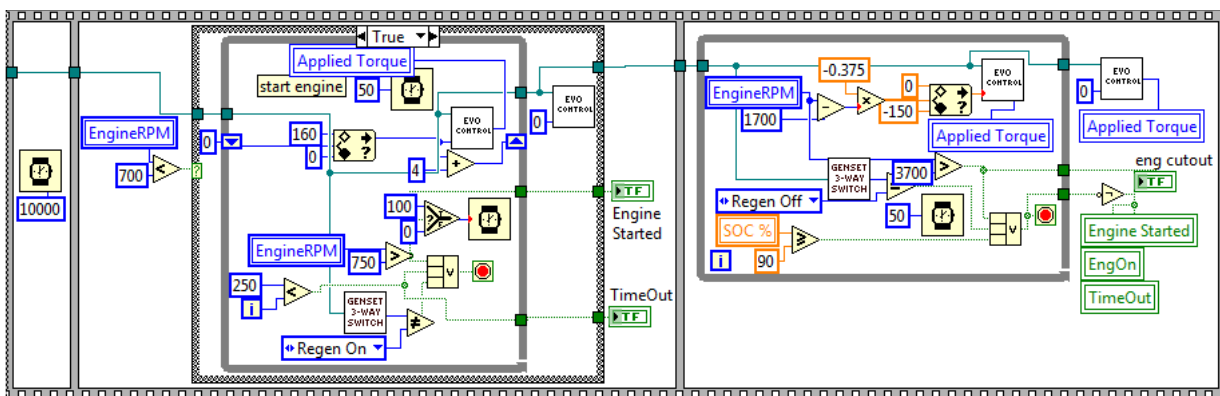 10000
EngineRPM
700
<
?
True
Applied Torque
start engine
50
EVO
CONTROL
0
160
0
4
+
EVO
CONTROL
0
100
0
?
EngineRPM
750
>
V
250
i
<
GENSET
3-WAY
SWITCH
≠
Regen On
TF
Engine
Started
TimeOut
TF
-0.375
EngineRPM
1700
-
x
0
-150
?
EVO
CONTROL
Applied Torque
GENSET
3-WAY
SWITCH
3700
>
=
Regen Off
50
SOC %
90
≥
i
V
0
EVO
CONTROL
Applied Torque
eng cutout
TF
Engine Started
EngOn
TimeOut